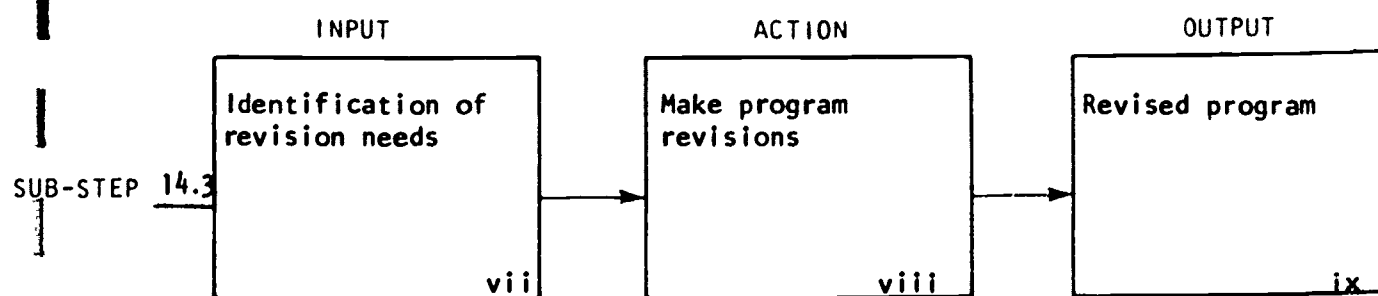 INPUT ACTION OUTPUT
Identification of revision needs
Make program revisions
Revised program
SUB-STEP 14.3
vii viii ix